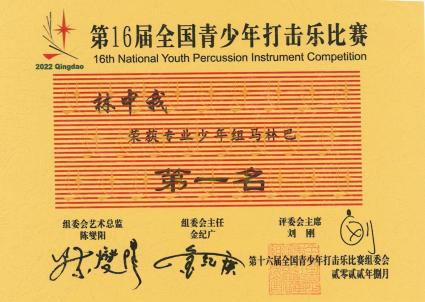 第16届全国青少年打击乐比赛
2022 Qingdao
16th National Youth Percussion Instrument Competition
林中我
荣获专业少年组马林巴
第一名
组委会艺术总监
组委会主任
评委会主席
陈燮阳
金纪广
刘刚
第十六届全国青少年打击乐比赛组委会
贰零贰贰年捌月